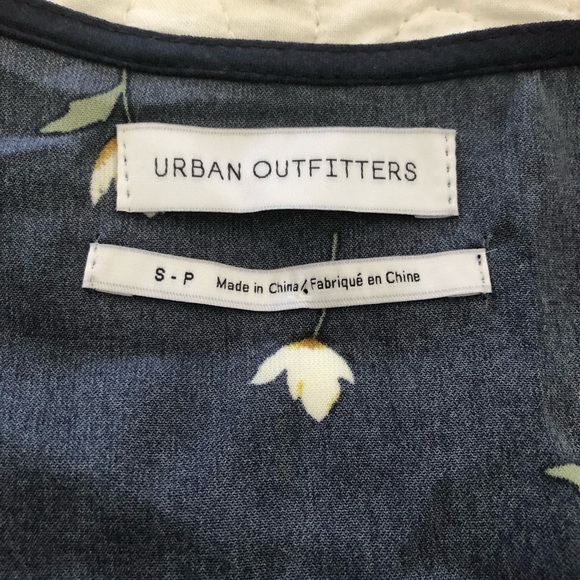 URBAN OUTFITTERS
S - P Made in China / Fabriqué en Chine